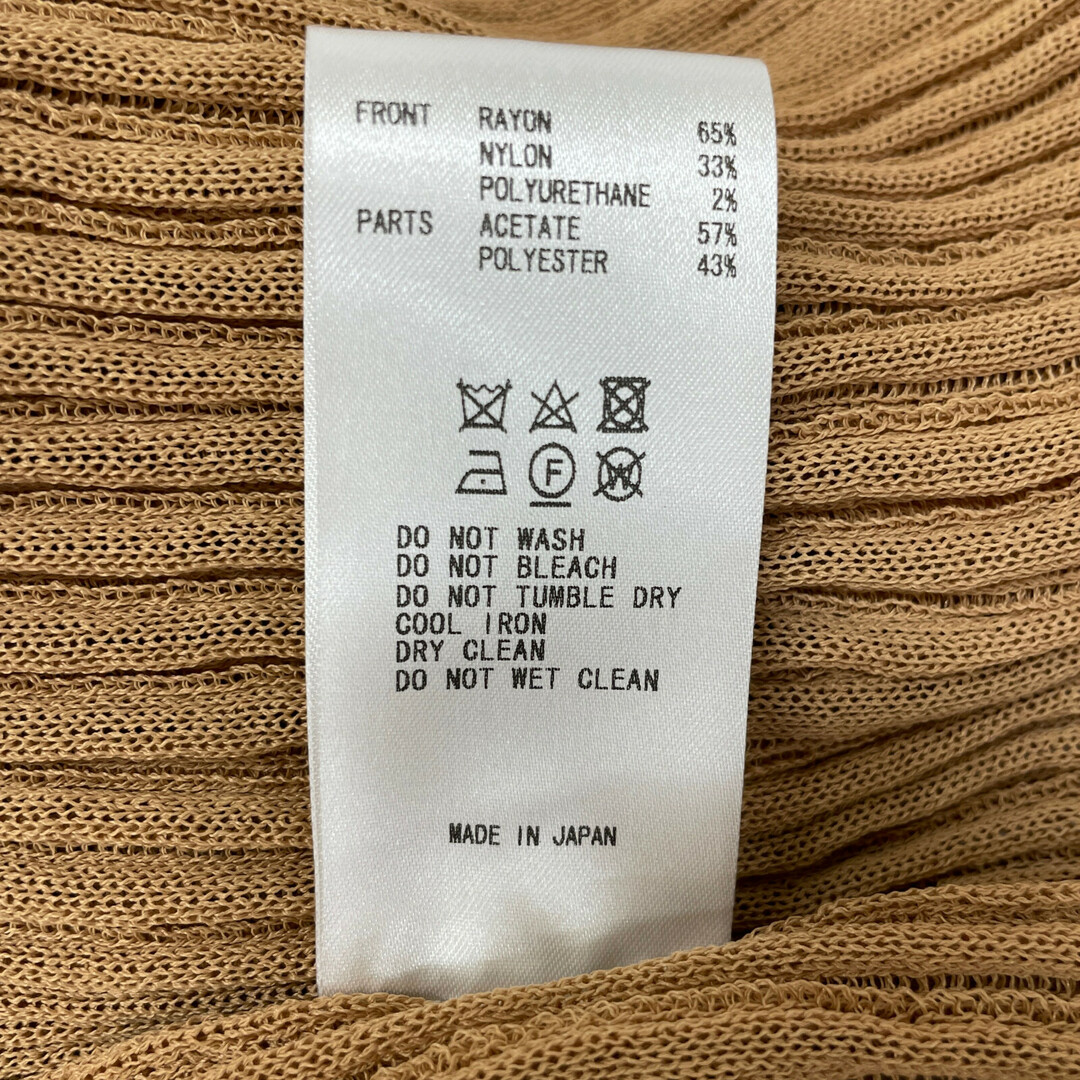 FRONT RAYON 65%
NYLON 33%
POLYURETHANE 2%
PARTS ACETATE 57%
POLYESTER 43%
F W
DO NOT WASH
DO NOT BLEACH
DO NOT TUMBLE DRY
COOL IRON
DRY CLEAN
DO NOT WET CLEAN
MADE IN JAPAN